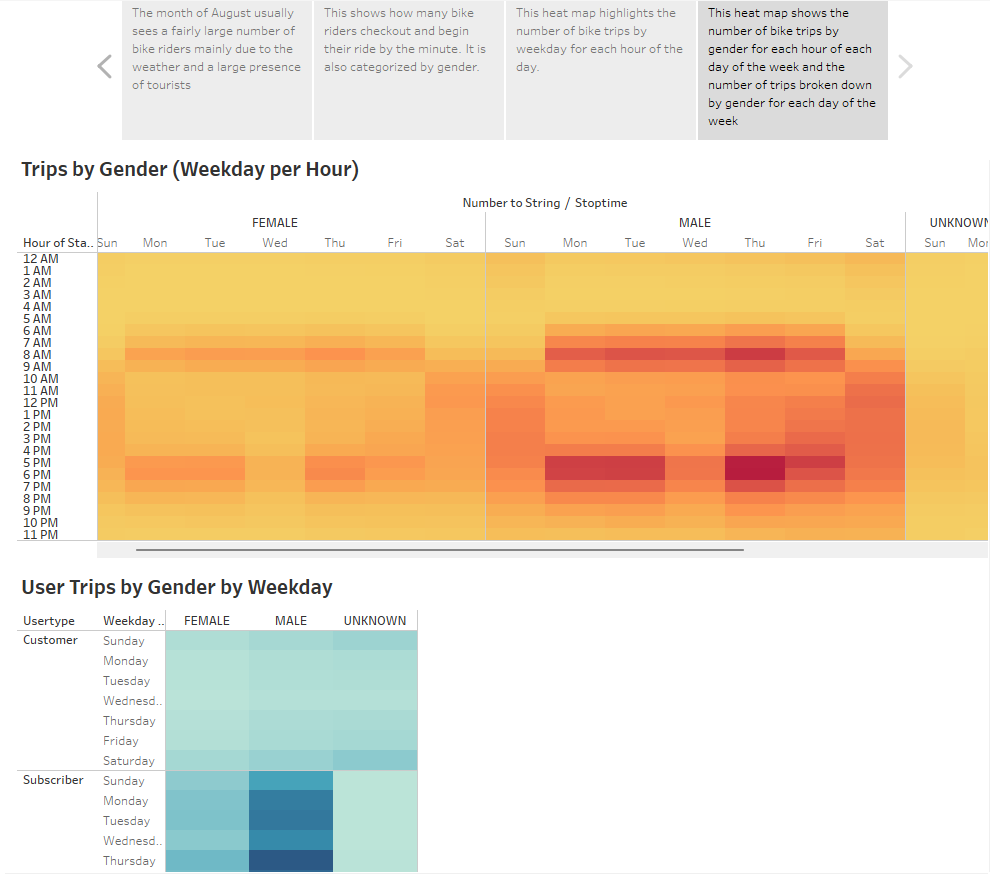 The month of August usually
sees a fairly large number of
bike riders mainly due to the
weather and a large presence
of tourists
This shows how many bike
riders checkout and begin
their ride by the minute. It is
also categorized by gender.
This heat map highlights the
number of bike trips by
weekday for each hour of the
day.
This heat map shows the
number of bike trips by
gender for each hour of each
day of the week and the
number of trips broken down
by gender for each day of the
week
Trips by Gender (Weekday per Hour)
Number to String / Stoptime
FEMALE MALE UNKNOWN
Hour of Sta.. Sun Mon Tue Wed Thu Fri Sat Sun Mon Tue Wed Thu Fri Sat Sun Mon
12 AM
1 AM
2 AM
3 AM
4 AM
5 AM
6 AM
7 AM
8 AM
9 AM
10 AM
11 AM
12 PM
1 PM
2 PM
3 PM
4 PM
5 PM
6 PM
7 PM
8 PM
9 PM
10 PM
11 PM
User Trips by Gender by Weekday
Usertype Weekday .. FEMALE MALE UNKNOWN
Customer Sunday
Monday
Tuesday
Wednesd..
Thursday
Friday
Saturday
Subscriber Sunday
Monday
Tuesday
Wednesd..
Thursday